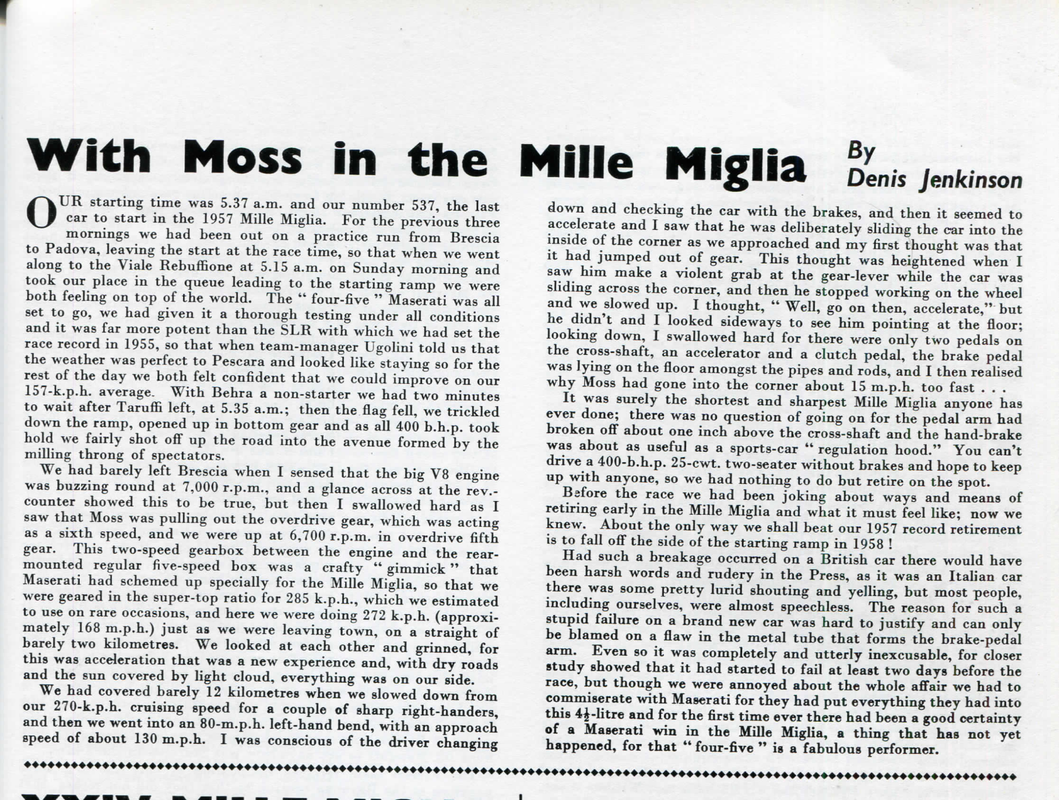 With Moss in the Mille Miglia
By
Denis Jenkinson
OUR starting time was 5.37 a.m. and our number 537, the last
car to start in the 1957 Mille Miglia. For the previous three
mornings we had been out on a practice run from Brescia
to Padova, leaving the start at the race time, so that when we went
along to the Viale Rebuffione at 5.15 a.m. on Sunday morning and
took our place in the queue leading to the starting ramp we were
both feeling on top of the world. The “ four-five ” Maserati was all
set to go, we had given it a thorough testing under all conditions
and it was far more potent than the SLR with which we had set the
race record in 1955, so that when team-manager Ugolini told us that
the weather was perfect to Pescara and looked like staying so for the
rest of the day we both felt confident that we could improve on our
157-k.p.h. average. With Behra a non-starter we had two minutes
to wait after Taruffi left, at 5.35 a.m.; then the flag fell, we trickled
down the ramp, opened up in bottom gear and as all 400 b.h.p. took
hold we fairly shot off up the road into the avenue formed by the
milling throng of spectators.
We had barely left Brescia when I sensed that the big V8 engine
was buzzing round at 7,000 r.p.m., and a glance across at the rev.-
counter showed this to be true, but then I swallowed hard as I
saw that Moss was pulling out the overdrive gear, which was acting
as a sixth speed, and we were up at 6,700 r.p.m. in overdrive fifth
gear. This two-speed gearbox between the engine and the rear-
mounted regular five-speed box was a crafty “ gimmick ” that
Maserati had schemed up specially for the Mille Miglia, so that we
were geared in the super-top ratio for 285 k.p.h., which we estimated
to use on rare occasions, and here we were doing 272 k.p.h. (approxi-
mately 168 m.p.h.) just as we were leaving town, on a straight of
barely two kilometres. We looked at each other and grinned, for
this was acceleration that was a new experience and, with dry roads
and the sun covered by light cloud, everything was on our side.
We had covered barely 12 kilometres when we slowed down from
our 270-k.p.h. cruising speed for a couple of sharp right-handers,
and then we went into an 80-m.p.h. left-hand bend, with an approach
speed of about 130 m.p.h. I was conscious of the driver changing
down and checking the car with the brakes, and then it seemed to
accelerate and I saw that he was deliberately sliding the car into the
inside of the corner as we approached and my first thought was that
it had jumped out of gear. This thought was heightened when I
saw him make a violent grab at the gear-lever while the car was
sliding across the corner, and then he stopped working on the wheel
and we slowed up. I thought, “ Well, go on then, accelerate,” but
he didn't and I looked sideways to see him pointing at the floor;
looking down, I swallowed hard for there were only two pedals on
the cross-shaft, an accelerator and a clutch pedal, the brake pedal
was lying on the floor amongst the pipes and rods, and I then realised
why Moss had gone into the corner about 15 m.p.h. too fast . . .
It was surely the shortest and sharpest Mille Miglia anyone has
ever done; there was no question of going on for the pedal arm had
broken off about one inch above the cross-shaft and the hand-brake
was about as useful as a sports-car “ regulation hood.” You can't
drive a 400-b.h.p. 25-cwt. two-seater without brakes and hope to keep
up with anyone, so we had nothing to do but retire on the spot.
Before the race we had been joking about ways and means of
retiring early in the Mille Miglia and what it must feel like; now we
knew. About the only way we shall beat our 1957 record retirement
is to fall off the side of the starting ramp in 1958 !
Had such a breakage occurred on a British car there would have
been harsh words and rudery in the Press, as it was an Italian car
there was some pretty lurid shouting and yelling, but most people,
including ourselves, were almost speechless. The reason for such a
stupid failure on a brand new car was hard to justify and can only
be blamed on a flaw in the metal tube that forms the brake-pedal
arm. Even so it was completely and utterly inexcusable, for closer
study showed that it had started to fail at least two days before the
race, but though we were annoyed about the whole affair we had to
commiserate with Maserati for they had put everything they had into
this 4½-litre and for the first time ever there had been a good certainty
of a Maserati win in the Mille Miglia, a thing that has not yet
happened, for that “ four-five ” is a fabulous performer.